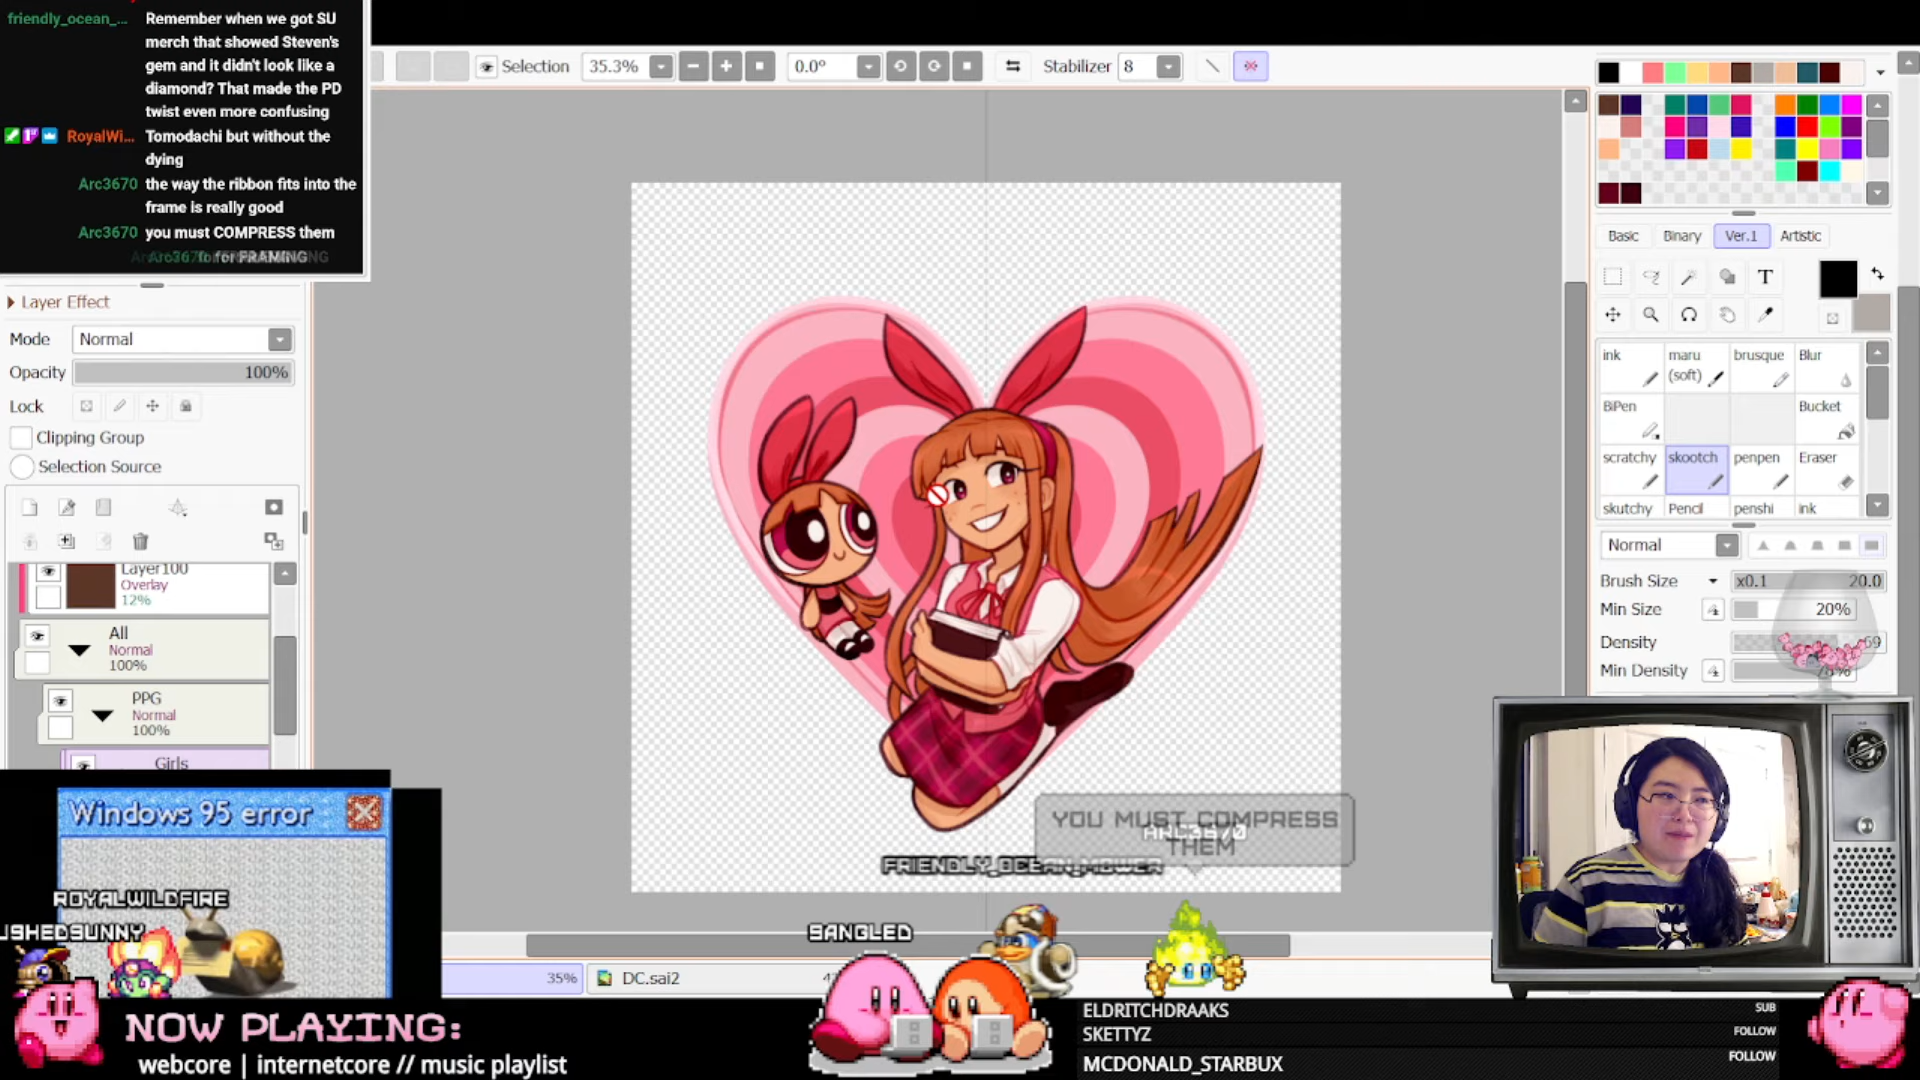 friendly_ocean_...
Remember when we got SU
merch that showed Steven's
gem and it didn't look like a
diamond? That made the PD
twist even more confusing
RoyalWi...
Tomodachi but without the
dying
Arc3670
the way the ribbon fits into the
frame is really good
Arc3670
you must COMPRESS them
for FRAMING
Selection
35.3%
0.0°
Stabilizer
8
Layer Effect
Mode
Normal
Opacity
100%
Lock
Clipping Group
Selection Source
Layer100
Overlay
12%
All
Normal
100%
PPG
Normal
100%
Girls
Basic
Binary
Ver.1
Artistic
T
ink
maru
(soft)
brusque
Blur
BiPen
Bucket
scratchy
skootch
penpen
Eraser
skutchy
Pencil
penshi
ink
Normal
Brush Size
x0.1
20.0
Min Size
20%
Density
69
Min Density
YOU MUST COMPRESS
THEM
ARC3670
FRIENDLY_OCEAN_MOWER
Windows 95 error
ROYALWILDFIRE
USHEDSUNNY
SANGLED
35%
DC.sai2
NOW PLAYING:
webcore | internetcore // music playlist
ELDRITCHDRAAKS
SUB
SKETTYZ
FOLLOW
MCDONALD_STARBUX
FOLLOW